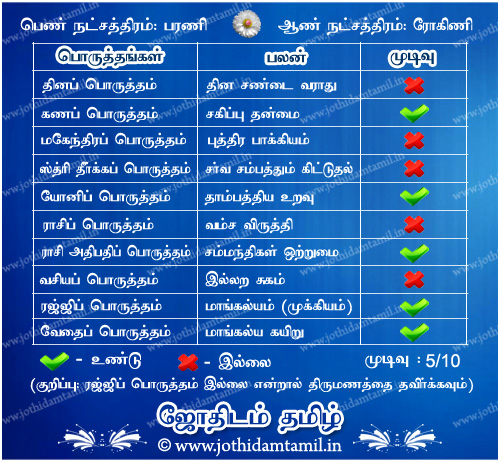 பெண் நட்சத்திரம்: பரணி ஆண் நட்சத்திரம்: ரோகிணி
பொருத்தங்கள் பலன் முடிவு
தினப் பொருத்தம் தின சண்டை வராது
கணப் பொருத்தம் சகிப்பு தன்மை
மகேந்திரப் பொருத்தம் புத்திர பாக்கியம்
ஸ்த்ரி தீர்க்கப் பொருத்தம் சர்வ சம்பத்தும் கிட்டுதல்
யோனிப் பொருத்தம் தாம்பத்திய உறவு
ராசிப் பொருத்தம் வம்ச விருத்தி
ராசி அதிபதிப் பொருத்தம் சம்மந்திகள் ஒற்றுமை
வசியப் பொருத்தம் இல்லற சுகம்
ரஜ்ஜிப் பொருத்தம் மாங்கல்யம் (முக்கியம்)
வேதைப் பொருத்தம் மாங்கல்ய கயிறு
- உண்டு - இல்லை முடிவு : 5/10
(குறிப்பு: ரஜ்ஜிப் பொருத்தம் இல்லை என்றால் திருமணத்தை தவிர்க்கவும்)
ஜோதிடம் தமிழ்
© www.jothidamtamil.in